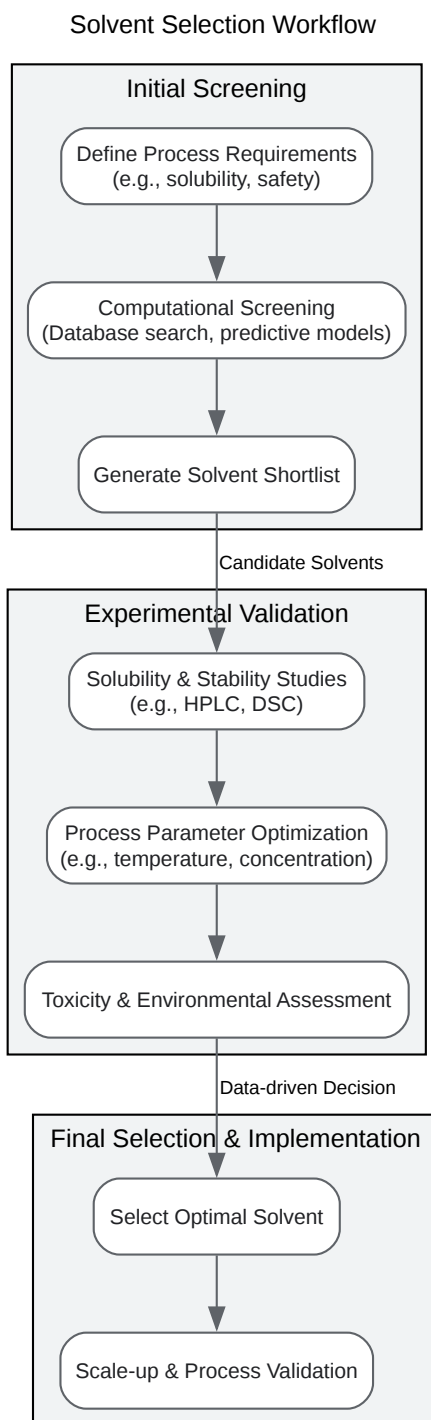 Solvent Selection Workflow
Initial Screening
Define Process Requirements
(e.g., solubility, safety)
Computational Screening
(Database search, predictive models)
Generate Solvent Shortlist
Candidate Solvents
Experimental Validation
Solubility & Stability Studies
(e.g., HPLC, DSC)
Process Parameter Optimization
(e.g., temperature, concentration)
Toxicity & Environmental Assessment
Data-driven Decision
Final Selection & Implementation
Select Optimal Solvent
Scale-up & Process Validation